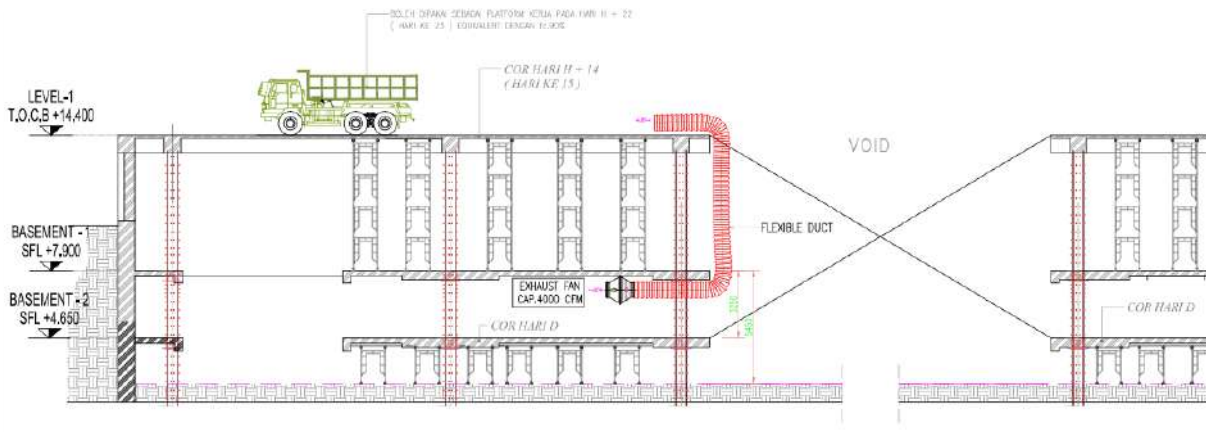 BOLEH DIPAKAI SEBAGAI PLATFORM KERJA PADA HARI H + 22
( HARI KE 23 ) EQUIVALENT DENGAN
COR HARI H + 14
( HARI KE 15 )
LEVEL-1
T.O.C.B +14.400
VOID
FLEXIBLE DUCT
BASEMENT - 1
SFL +7.900
EXHAUST FAN
CAP.4000 CFM
BASEMENT - 2
SFL +4.650
COR HARI D
COR HARI D